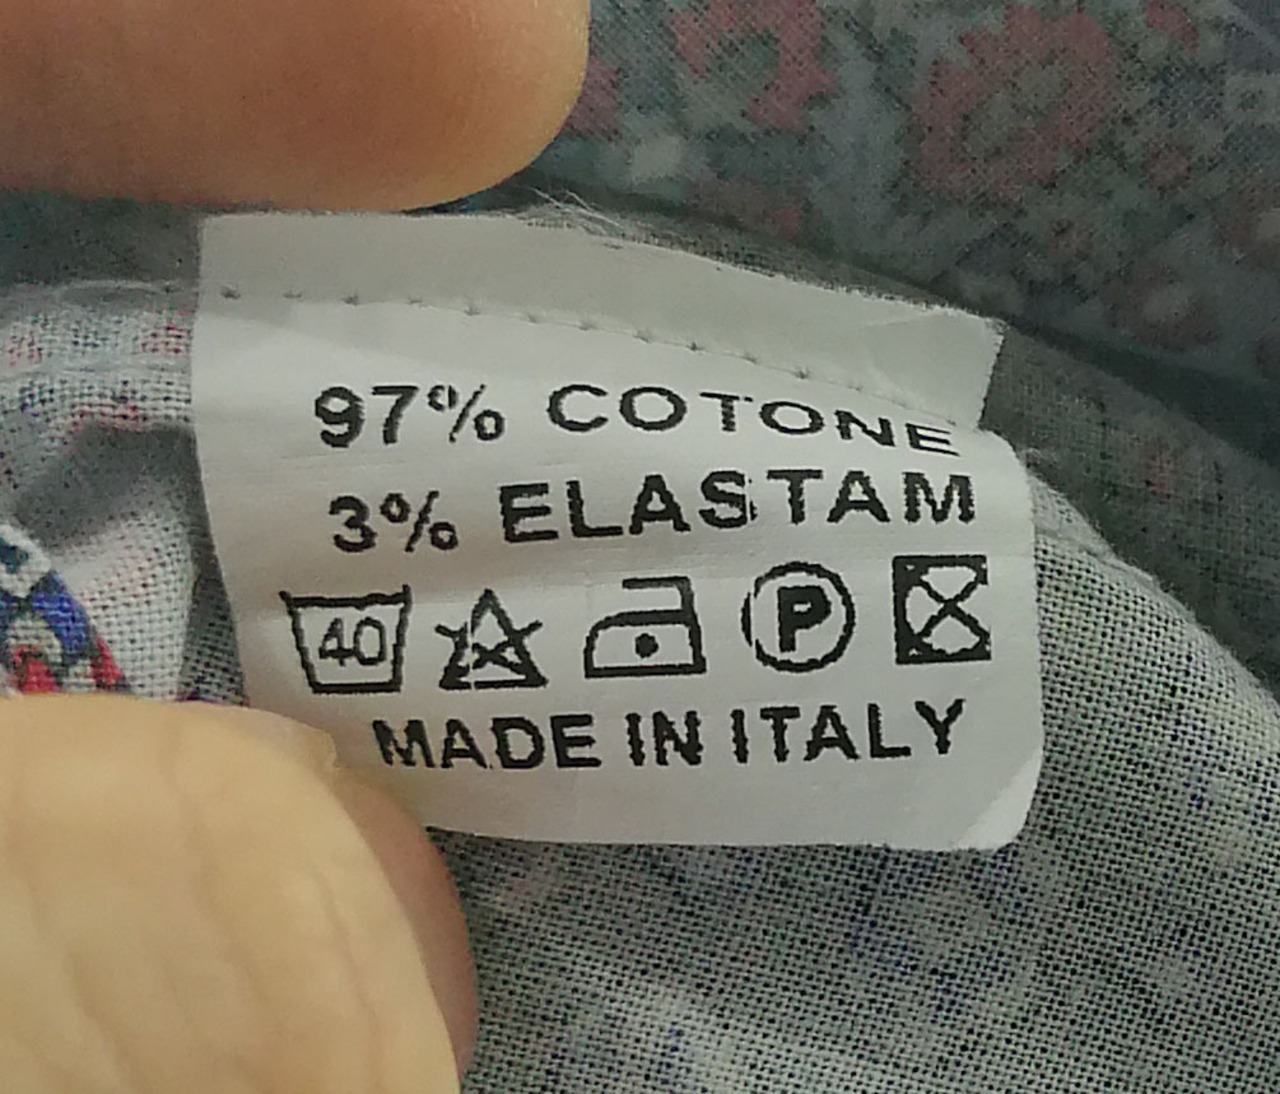 97% COTONE
3% ELASTAM
40 P
MADE IN ITALY